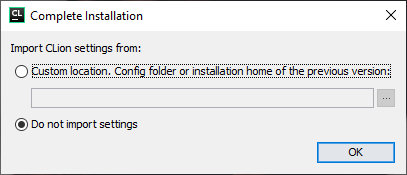 CL Complete Installation
Import CLion settings from:
Custom location. Config folder or installation home of the previous version:
...
Do not import settings
OK